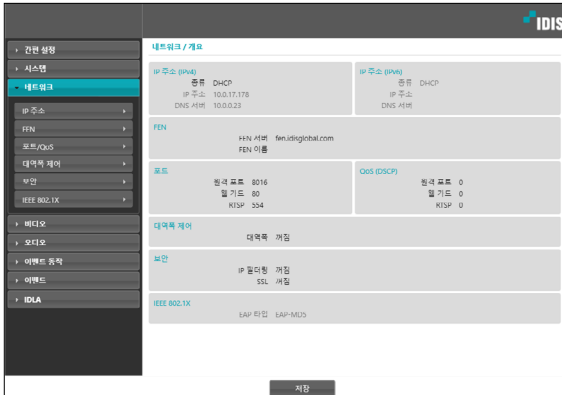 IDIS
간편 설정
시스템
네트워크
IP 주소
FEN
포트/QoS
대역폭 제어
보안
IEEE 802.1X
비디오
오디오
이벤트 동작
이벤트
IDLA
네트워크 / 개요
IP 주소 (IPv4)
종류 DHCP
IP 주소 10.0.17.178
DNS 서버 10.0.0.23
IP 주소 (IPv6)
종류 DHCP
IP 주소
DNS 서버
FEN
FEN 서버 fen.idisglobal.com
FEN 이름
포트
원격 포트 8016
웹 가드 80
RTSP 554
QoS (DSCP)
원격 포트 0
웹 가드 0
RTSP 0
대역폭 제어
대역폭 꺼짐
보안
IP 필터링 꺼짐
SSL 꺼짐
IEEE 802.1X
EAP 타입 EAP-MD5
저장